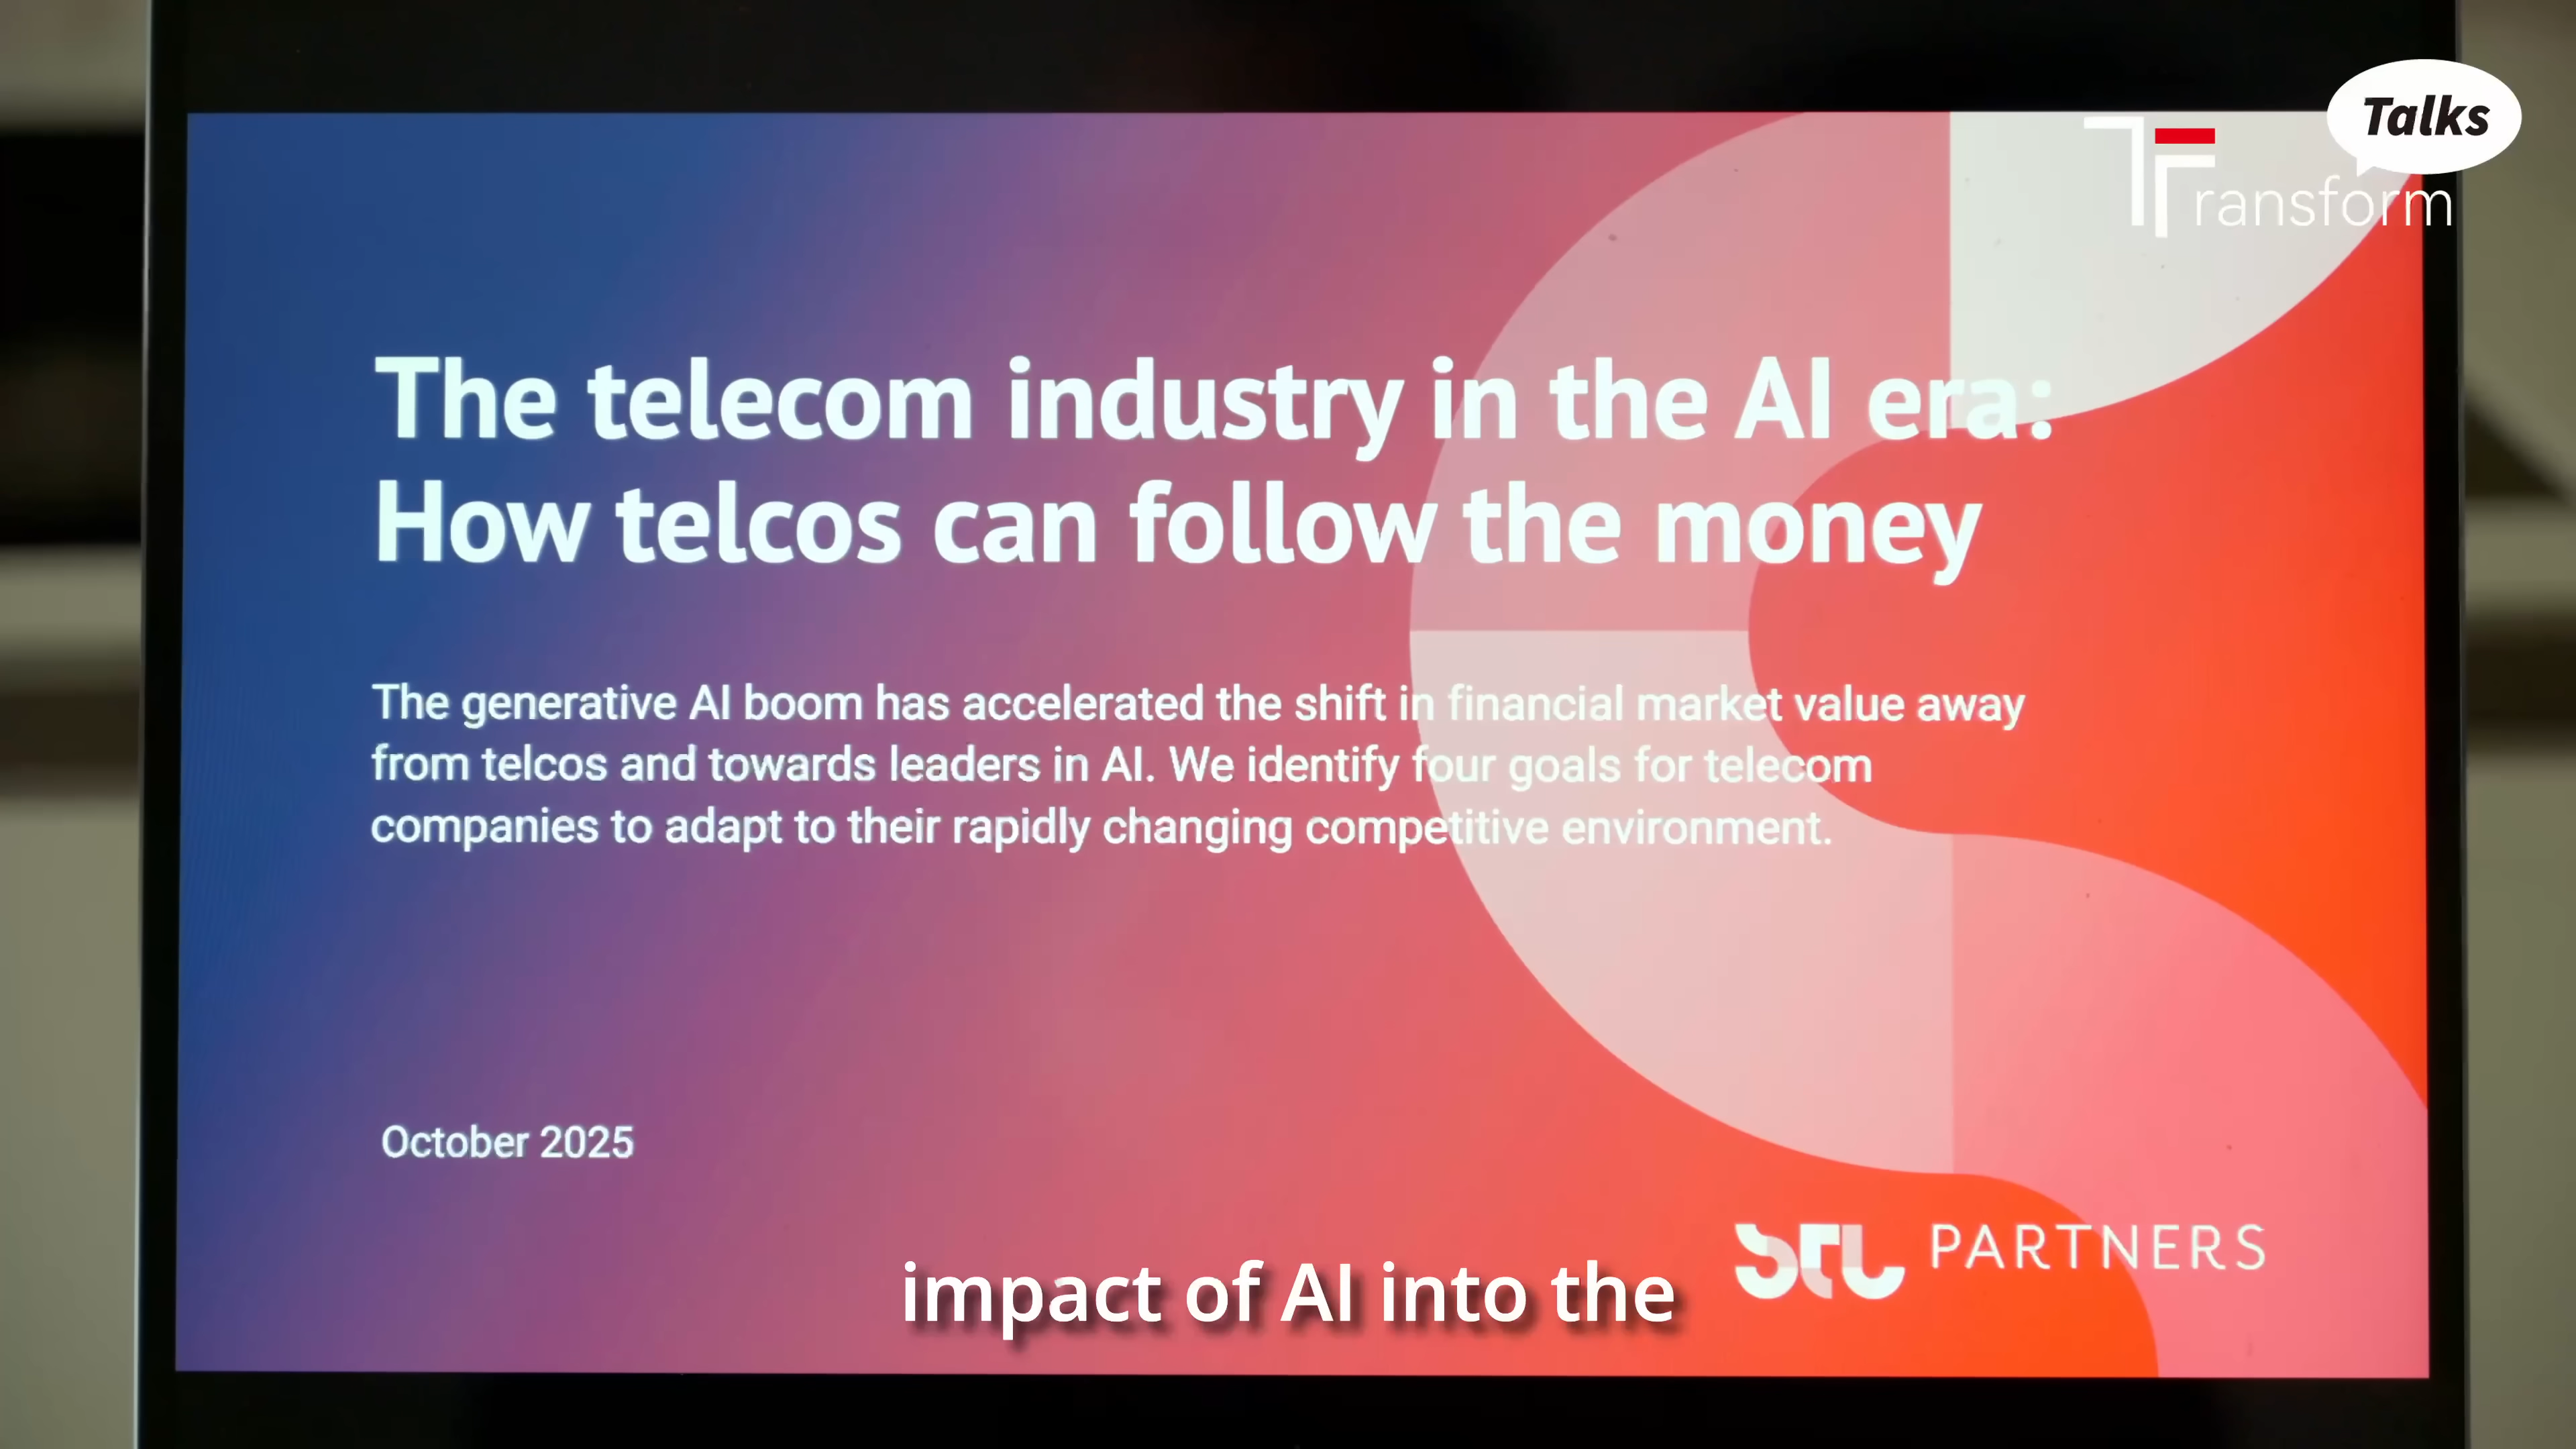 Talks
Transform
The telecom industry in the AI era:
How telcos can follow the money
The generative AI boom has accelerated the shift in financial market value away
from telcos and towards leaders in AI. We identify four goals for telecom
companies to adapt to their rapidly changing competitive environment.
October 2025
STL PARTNERS
impact of AI into the